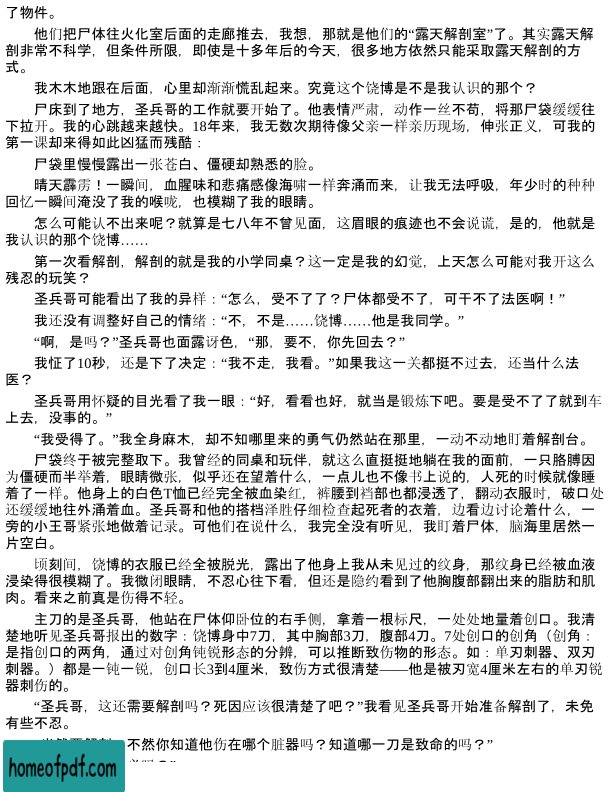 了物件。
他们把尸体往火化室后面的走廊推去，我想，那就是他们的“露天解剖室”了。其实露天解
剖非常不科学，但条件所限，即使是十多年后的今天，很多地方依然只能采取露天解剖的方
式。
我木木地跟在后面，心里却渐渐慌乱起来。究竟这个饶博是不是我认识的那个？
尸床到了地方，圣兵哥的工作就要开始了。他表情严肃，动作一丝不苟，将那尸袋缓缓往
下拉开。我的心跳越来越快。18年来，我无数次期待像父亲一样亲历现场，伸张正义，可我的
第一课却来得如此凶猛而残酷：
尸袋里慢慢露出一张苍白、僵硬却熟悉的脸。
晴天霹雳！一瞬间，血腥味和悲痛感像海啸一样奔涌而来，让我无法呼吸，年少时的种种
回忆一瞬间淹没了我的喉咙，也模糊了我的眼睛。
怎么可能认不出来呢？就算是七八年不曾见面，这眉眼的痕迹也不会说谎，是的，他就是
我认识的那个饶博……
第一次看解剖，解剖的就是我的小学同桌？这一定是我的幻觉，上天怎么可能对我开这么
残忍的玩笑？
圣兵哥可能看出了我的异样：“怎么，受不了了？尸体都受不了，可干不了法医啊！”
我还没有调整好自己的情绪：“不，不是……饶博……他是我同学。”
“啊，是吗？”圣兵哥也面露讶色，“那，要不，你先回去？”
我怔了10秒，还是下了决定：“我不走，我看。”如果我这一关都挺不过去，还当什么法
医？
圣兵哥用怀疑的目光看了我一眼：“好，看看也好，就当是锻炼下吧。要是受不了了就到车
上去，没事的。”
“我受得了。”我全身麻木，却不知哪里来的勇气仍然站在那里，一动不动地盯着解剖台。
尸袋终于被完整取下。我曾经的同桌和玩伴，就这么直挺挺地躺在我的面前，一只胳膊因
为僵硬而半举着，眼睛微张，似乎还在望着什么，一点儿也不像书上说的，人死的时候就像睡
着了一样。他身上的白色T恤已经完全被血染红，裤腰到裆部也都浸透了，翻动衣服时，破口处
还缓缓地往外涌着血。圣兵哥和他的搭档泽胜仔细检查起死者的衣着，边看边讨论着什么，一
旁的小王哥紧张地做着记录。可他们在说什么，我完全没有听见，我盯着尸体，脑海里居然一
片空白。
顷刻间，饶博的衣服已经全被脱光，露出了他身上我从未见过的纹身，那纹身已经被血液
浸染得很模糊了。我微闭眼睛，不忍心往下看，但还是隐约看到了他胸腹部翻出来的脂肪和肌
肉。看来之前真是伤得不轻。
主刀的是圣兵哥，他站在尸体仰卧位的右手侧，拿着一根标尺，一处处地量着创口。我清
楚地听见圣兵哥报出的数字：饶博身中7刀，其中胸部3刀，腹部4刀。7处创口的创角（创角：
是指创口的两角，通过对创角钝锐形态的分辨，可以推断致伤物的形态。如：单刃刺器、双刃
刺器。）都是一钝一锐，创口长3到4厘米，致伤方式很清楚——他是被刃宽4厘米左右的单刃锐
器刺伤的。
“圣兵哥，这还需要解剖吗？死因应该很清楚了吧？”我看见圣兵哥开始准备解剖了，未免
有些不忍。
不然你知道他伤在哪个脏器吗？知道哪一刀是致命的吗？”
homeofpdf.com